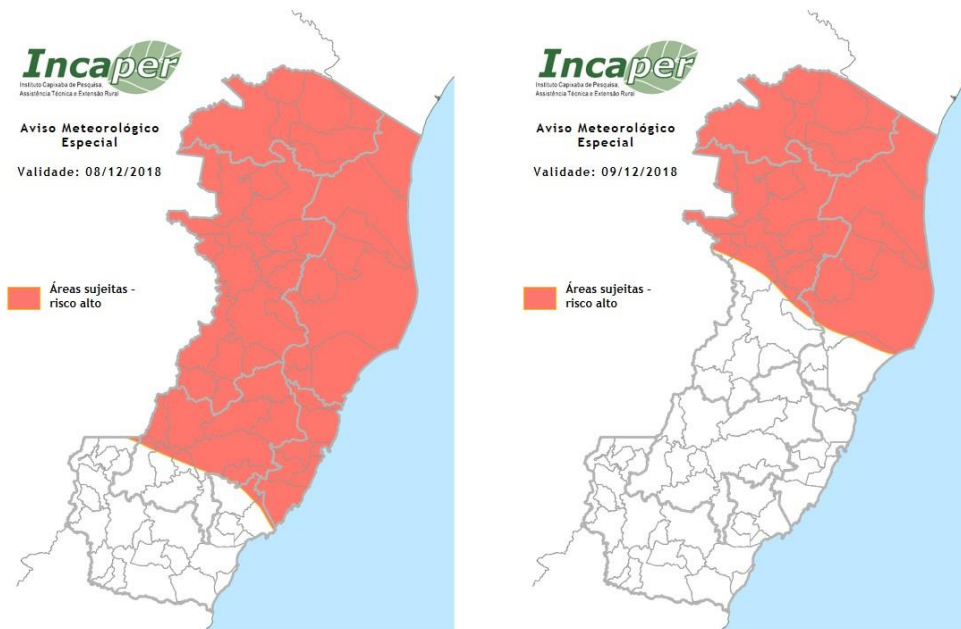 Incaper
Instituto Capixaba de Pesquisa,
Assistência Técnica e Extensão Rural
Aviso Meteorológico
Especial
Validade: 08/12/2018
Áreas sujeitas -
risco alto
Incaper
Instituto Capixaba de Pesquisa,
Assistência Técnica e Extensão Rural
Aviso Meteorológico
Especial
Validade: 09/12/2018
Áreas sujeitas -
risco alto